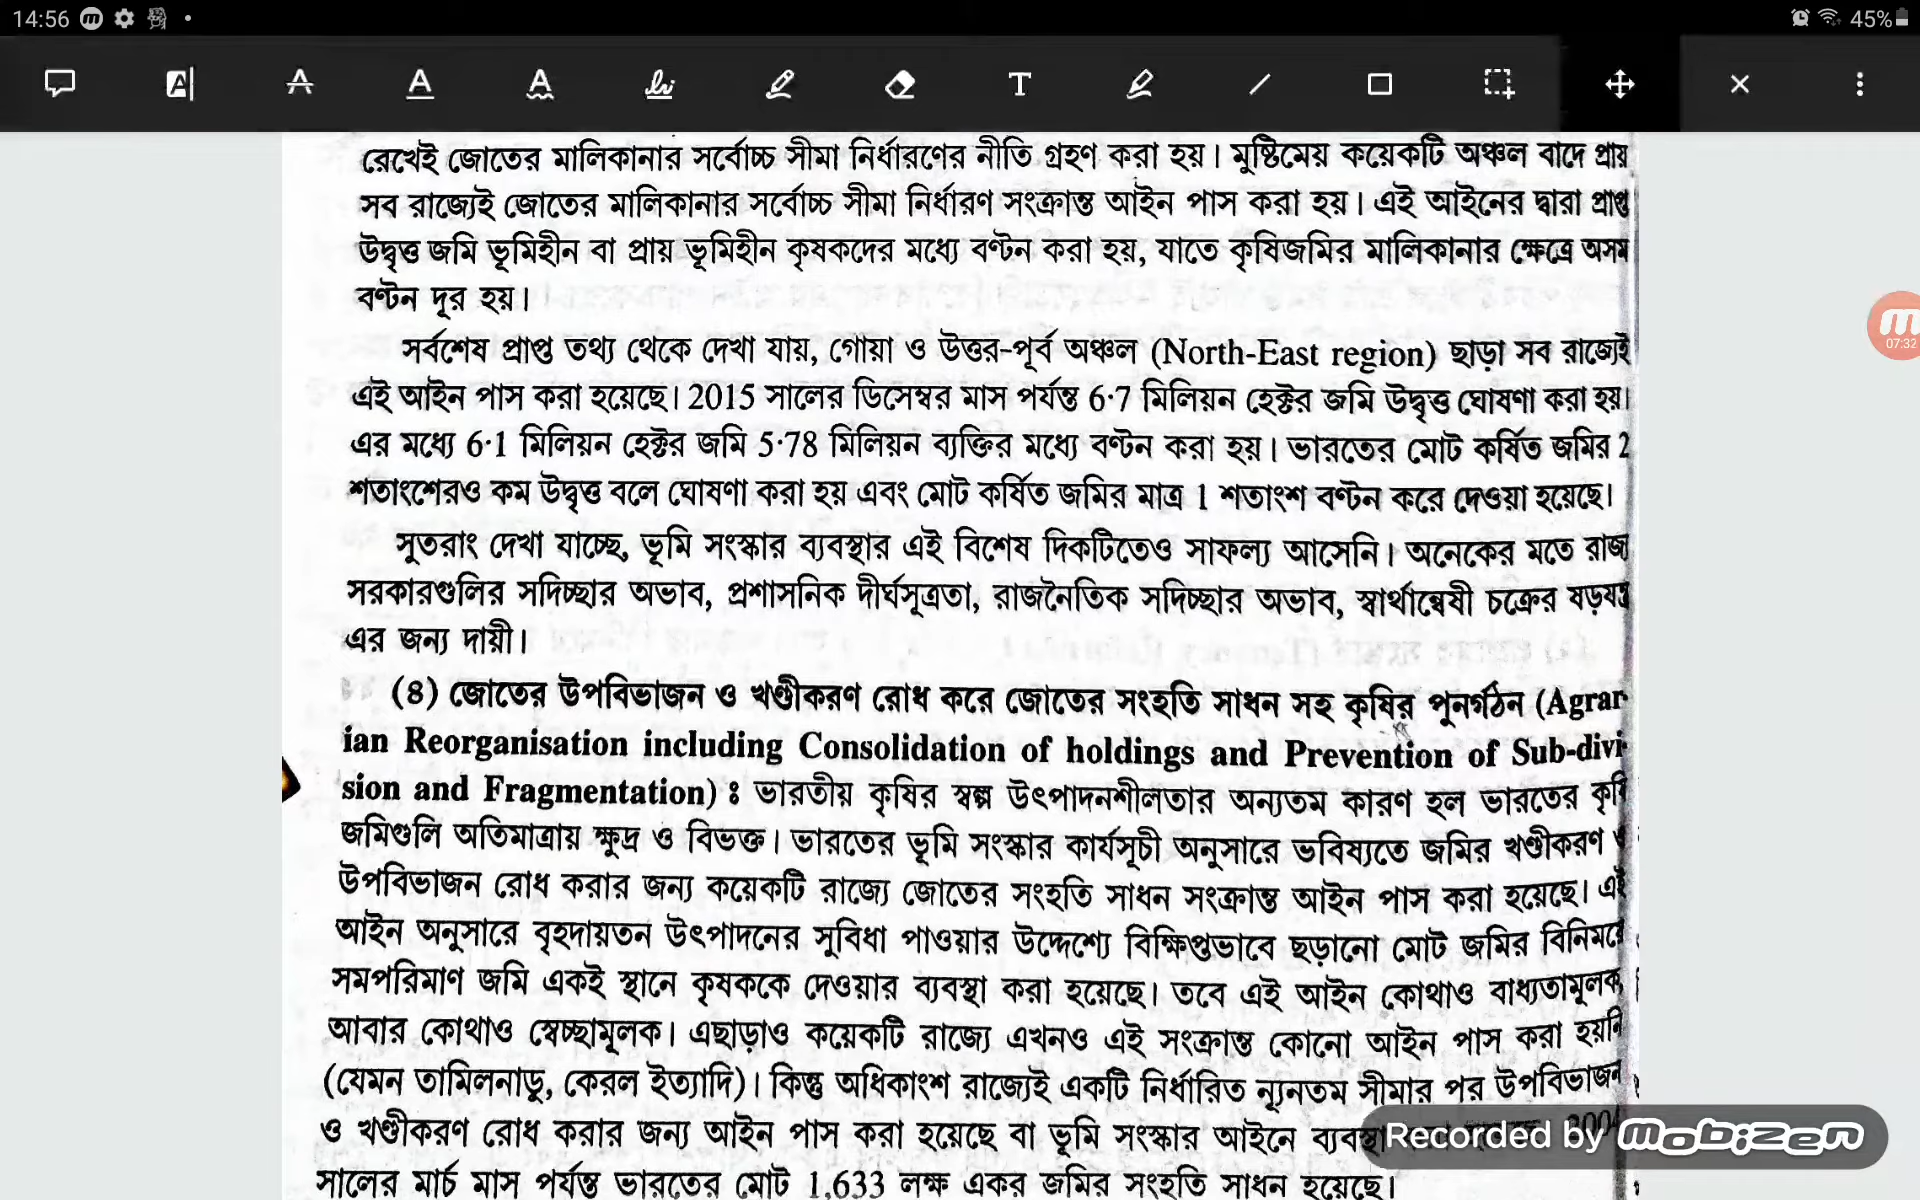 14:56
45%
রেখেই জোতের মালিকানার সর্বোচ্চ সীমা নির্ধারণের নীতি গ্রহণ করা হয়। মুষ্টিমেয় কয়েকটি অঞ্চল বাদে প্রায়
সব রাজ্যেই জোতের মালিকানার সর্বোচ্চ সীমা নির্ধারণ সংক্রান্ত আইন পাস করা হয়। এই আইনের দ্বারা প্রাপ্ত
উদ্বৃত্ত জমি ভূমিহীন বা প্রায় ভূমিহীন কৃষকদের মধ্যে বণ্টন করা হয়, যাতে কৃষিজমির মালিকানার ক্ষেত্রে অসম
বণ্টন দূর হয়।
সর্বশেষ প্রাপ্ত তথ্য থেকে দেখা যায়, গোয়া ও উত্তর-পূর্ব অঞ্চল (North-East region) ছাড়া সব রাজ্যেই
এই আইন পাস করা হয়েছে। 2015 সালের ডিসেম্বর মাস পর্যন্ত 6·7 মিলিয়ন হেক্টর জমি উদ্বৃত্ত ঘোষণা করা হয়।
এর মধ্যে 6·1 মিলিয়ন হেক্টর জমি 5·78 মিলিয়ন ব্যক্তির মধ্যে বণ্টন করা হয়। ভারতের মোট কর্ষিত জমির 2
শতাংশেরও কম উদ্বৃত্ত বলে ঘোষণা করা হয় এবং মোট কর্ষিত জমির মাত্র 1 শতাংশ বণ্টন করে দেওয়া হয়েছে।
সুতরাং দেখা যাচ্ছে, ভূমি সংস্কার ব্যবস্থার এই বিশেষ দিকটিতেও সাফল্য আসেনি। অনেকের মতে রাজ্য
সরকারগুলির সদিচ্ছার অভাব, প্রশাসনিক দীর্ঘসূত্রতা, রাজনৈতিক সদিচ্ছার অভাব, স্বার্থান্বেষী চক্রের ষড়যন্ত্র
এর জন্য দায়ী।
(৪) জোতের উপবিভাজন ও খণ্ডীকরণ রোধ করে জোতের সংহতি সাধন সহ কৃষির পুনর্গঠন (Agrar-
ian Reorganisation including Consolidation of holdings and Prevention of Sub-divi-
sion and Fragmentation) ঃ ভারতীয় কৃষির স্বল্প উৎপাদনশীলতার অন্যতম কারণ হল ভারতের কৃষি
জমিগুলি অতিমাত্রায় ক্ষুদ্র ও বিভক্ত। ভারতের ভূমি সংস্কার কার্যসূচী অনুসারে ভবিষ্যতে জমির খণ্ডীকরণ ও
উপবিভাজন রোধ করার জন্য কয়েকটি রাজ্যে জোতের সংহতি সাধন সংক্রান্ত আইন পাস করা হয়েছে। এই
আইন অনুসারে বৃহদায়তন উৎপাদনের সুবিধা পাওয়ার উদ্দেশ্যে বিক্ষিপ্তভাবে ছড়ানো মোট জমির বিনিময়ে
সমপরিমাণ জমি একই স্থানে কৃষককে দেওয়ার ব্যবস্থা করা হয়েছে। তবে এই আইন কোথাও বাধ্যতামূলক,
আবার কোথাও স্বেচ্ছামূলক। এছাড়াও কয়েকটি রাজ্যে এখনও এই সংক্রান্ত কোনো আইন পাস করা হয়নি
(যেমন তামিলনাড়ু, কেরল ইত্যাদি)। কিন্তু অধিকাংশ রাজ্যেই একটি নির্ধারিত ন্যূনতম সীমার পর উপবিভাজন
ও খণ্ডীকরণ রোধ করার জন্য আইন পাস করা হয়েছে বা ভূমি সংস্কার আইনে ব্যবস্থা 2004
সালের মার্চ মাস পর্যন্ত ভারতের মোট 1,633 লক্ষ একর জমির সংহতি সাধন হয়েছে।
07:32
Recorded by mobizen